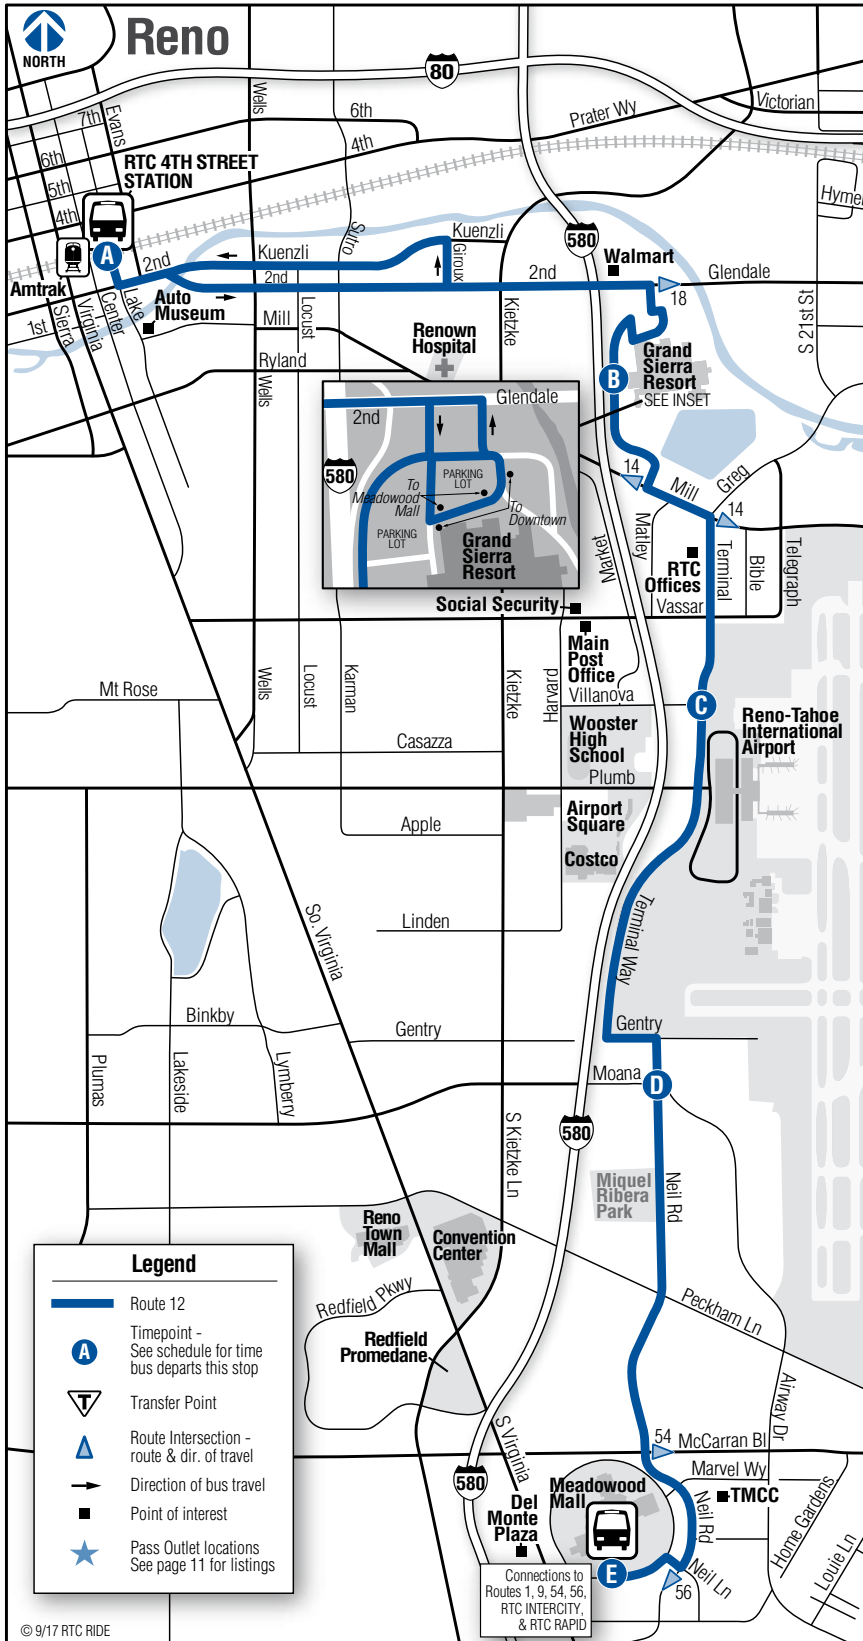 NORTH
Reno
80
Wells
Evans
7th
6th
4th
Prater Wy
Victorian
RTC 4TH STREET
STATION
6th
5th
4th
Hymer
A
Amtrak
2nd
Kuenzli
Sutro
Kuenzli
Giroux
580
Walmart
2nd
2nd
Glendale
18
1st
Sierra
Virginia
Center
Lake
Auto
Museum
Mill
Locust
Ryland
Wells
Renown
Hospital
Kietzke
S 21st St
B
Grand
Sierra
Resort
SEE INSET
Glendale
2nd
580
PARKING
LOT
To
Meadowood
Mall
To
Downtown
PARKING
LOT
Grand
Sierra
Resort
14
Mill
Greg
14
Market
Matley
RTC
Offices
Terminal
Bible
Telegraph
Vassar
Social Security
Main
Post
Office
Mt Rose
Wells
Locust
Karman
Kietzke
Harvard
Villanova
C
Reno-Tahoe
International
Airport
Casazza
Wooster
High
School
Plumb
Apple
Airport
Square
Costco
So. Virginia
Linden
Terminal Way
Binkby
Gentry
Gentry
Plumas
Lakeside
Lymberry
Moana
D
580
S Kietzke Ln
Miquel
Ribera
Park
Neil Rd
Reno
Town
Mall
Convention
Center
Redfield Pkwy
Redfield
Promedane
Peckham Ln
Airway Dr
S Virginia
54
McCarran Bl
Marvel Wy
580
Meadowood
Mall
Del
Monte
Plaza
Neil Rd
TMCC
Home Gardens
Louie Ln
E
Neil Ln
56
Connections to
Routes 1, 9, 54, 56,
RTC INTERCITY,
& RTC RAPID
Legend
Route 12
A
Timepoint -
See schedule for time
bus departs this stop
T
Transfer Point
Route Intersection -
route & dir. of travel
Direction of bus travel
Point of interest
Pass Outlet locations
See page 11 for listings
© 9/17 RTC RIDE